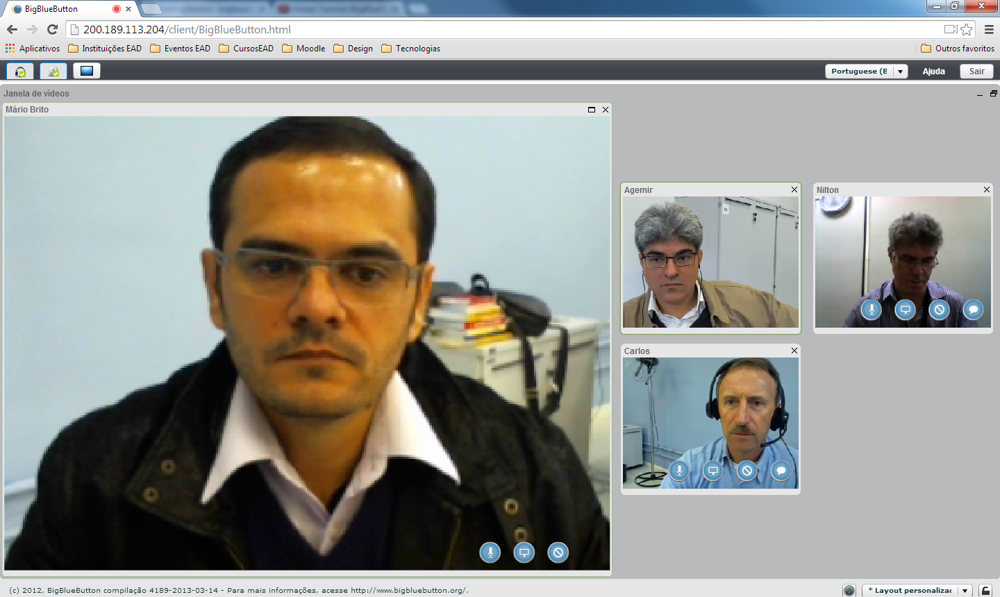 BigBlueButton
200.189.113.204/client/BigBlueButton.html
Aplicativos Instituições EAD Eventos EAD CursosEAD Moodle Design Tecnologias Outros favoritos
Portuguese (B Ajuda Sair
Janela de vídeos
Mário Brito
Agemir
Nilton
Carlos
(c) 2012, BigBlueButton compilação 4189-2013-03-14 - Para mais informações, acesse http://www.bigbluebutton.org/.
* Layout personalizac